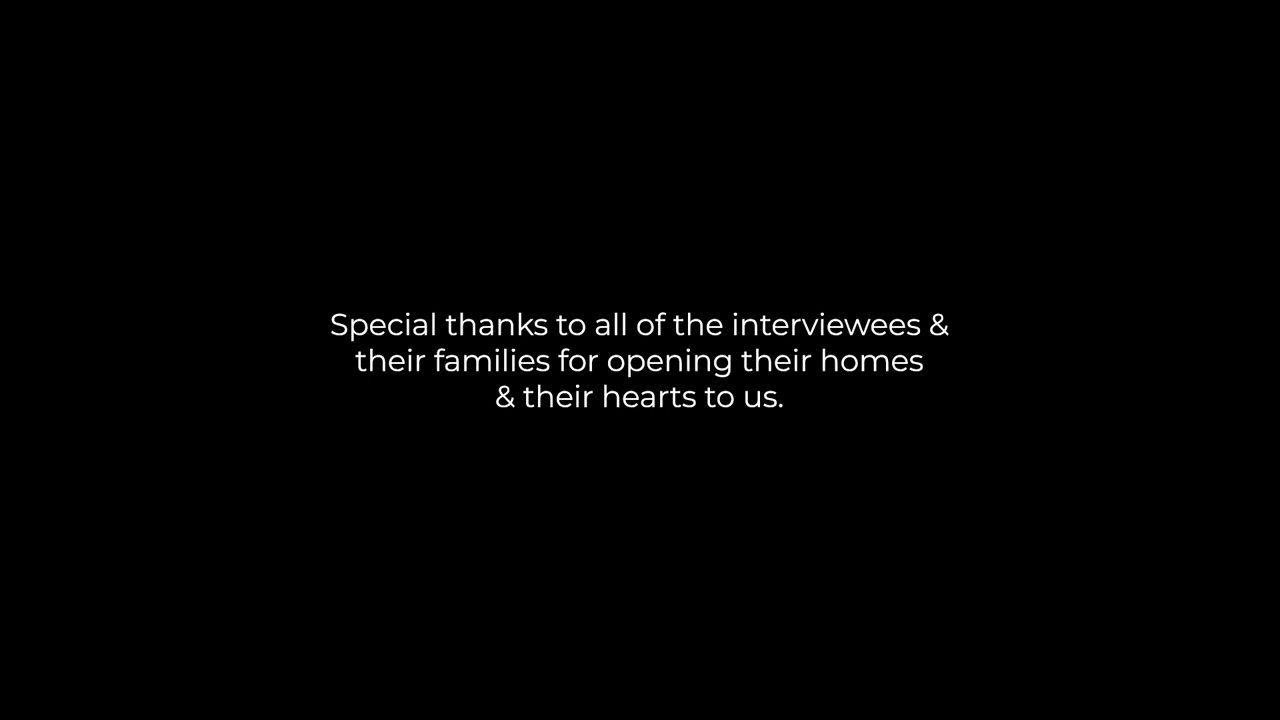 Special thanks to all of the interviewees &
their families for opening their homes
& their hearts to us.